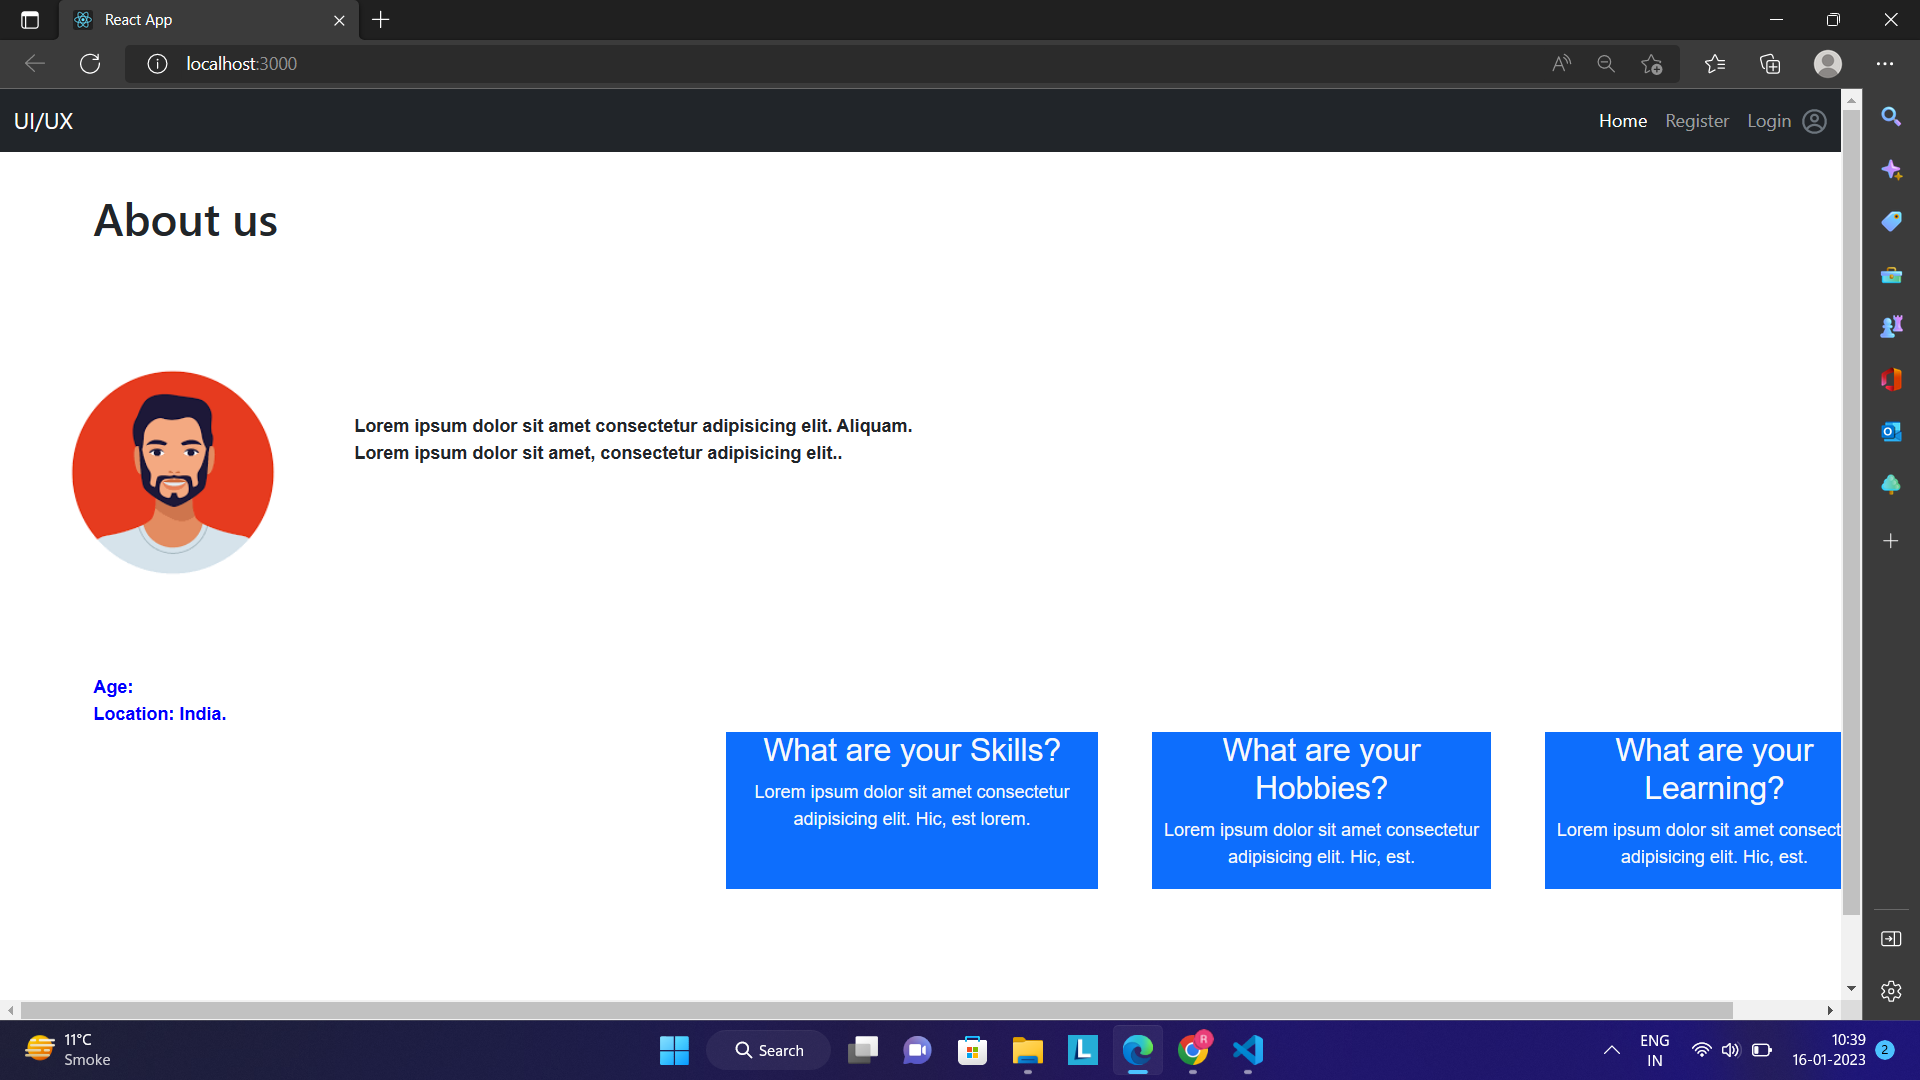 React App
localhost:3000
UI/UX
Home Register Login
About us
Lorem ipsum dolor sit amet consectetur adipisicing elit. Aliquam.
Lorem ipsum dolor sit amet, consectetur adipisicing elit..
Age:
Location: India.
What are your Skills?
Lorem ipsum dolor sit amet consectetur
adipisicing elit. Hic, est lorem.
What are your
Hobbies?
Lorem ipsum dolor sit amet consectetur
adipisicing elit. Hic, est.
What are your
Learning?
Lorem ipsum dolor sit amet consect
adipisicing elit. Hic, est.
11°C
Smoke
Search
L
R
ENG
IN
10:39
16-01-2023
2